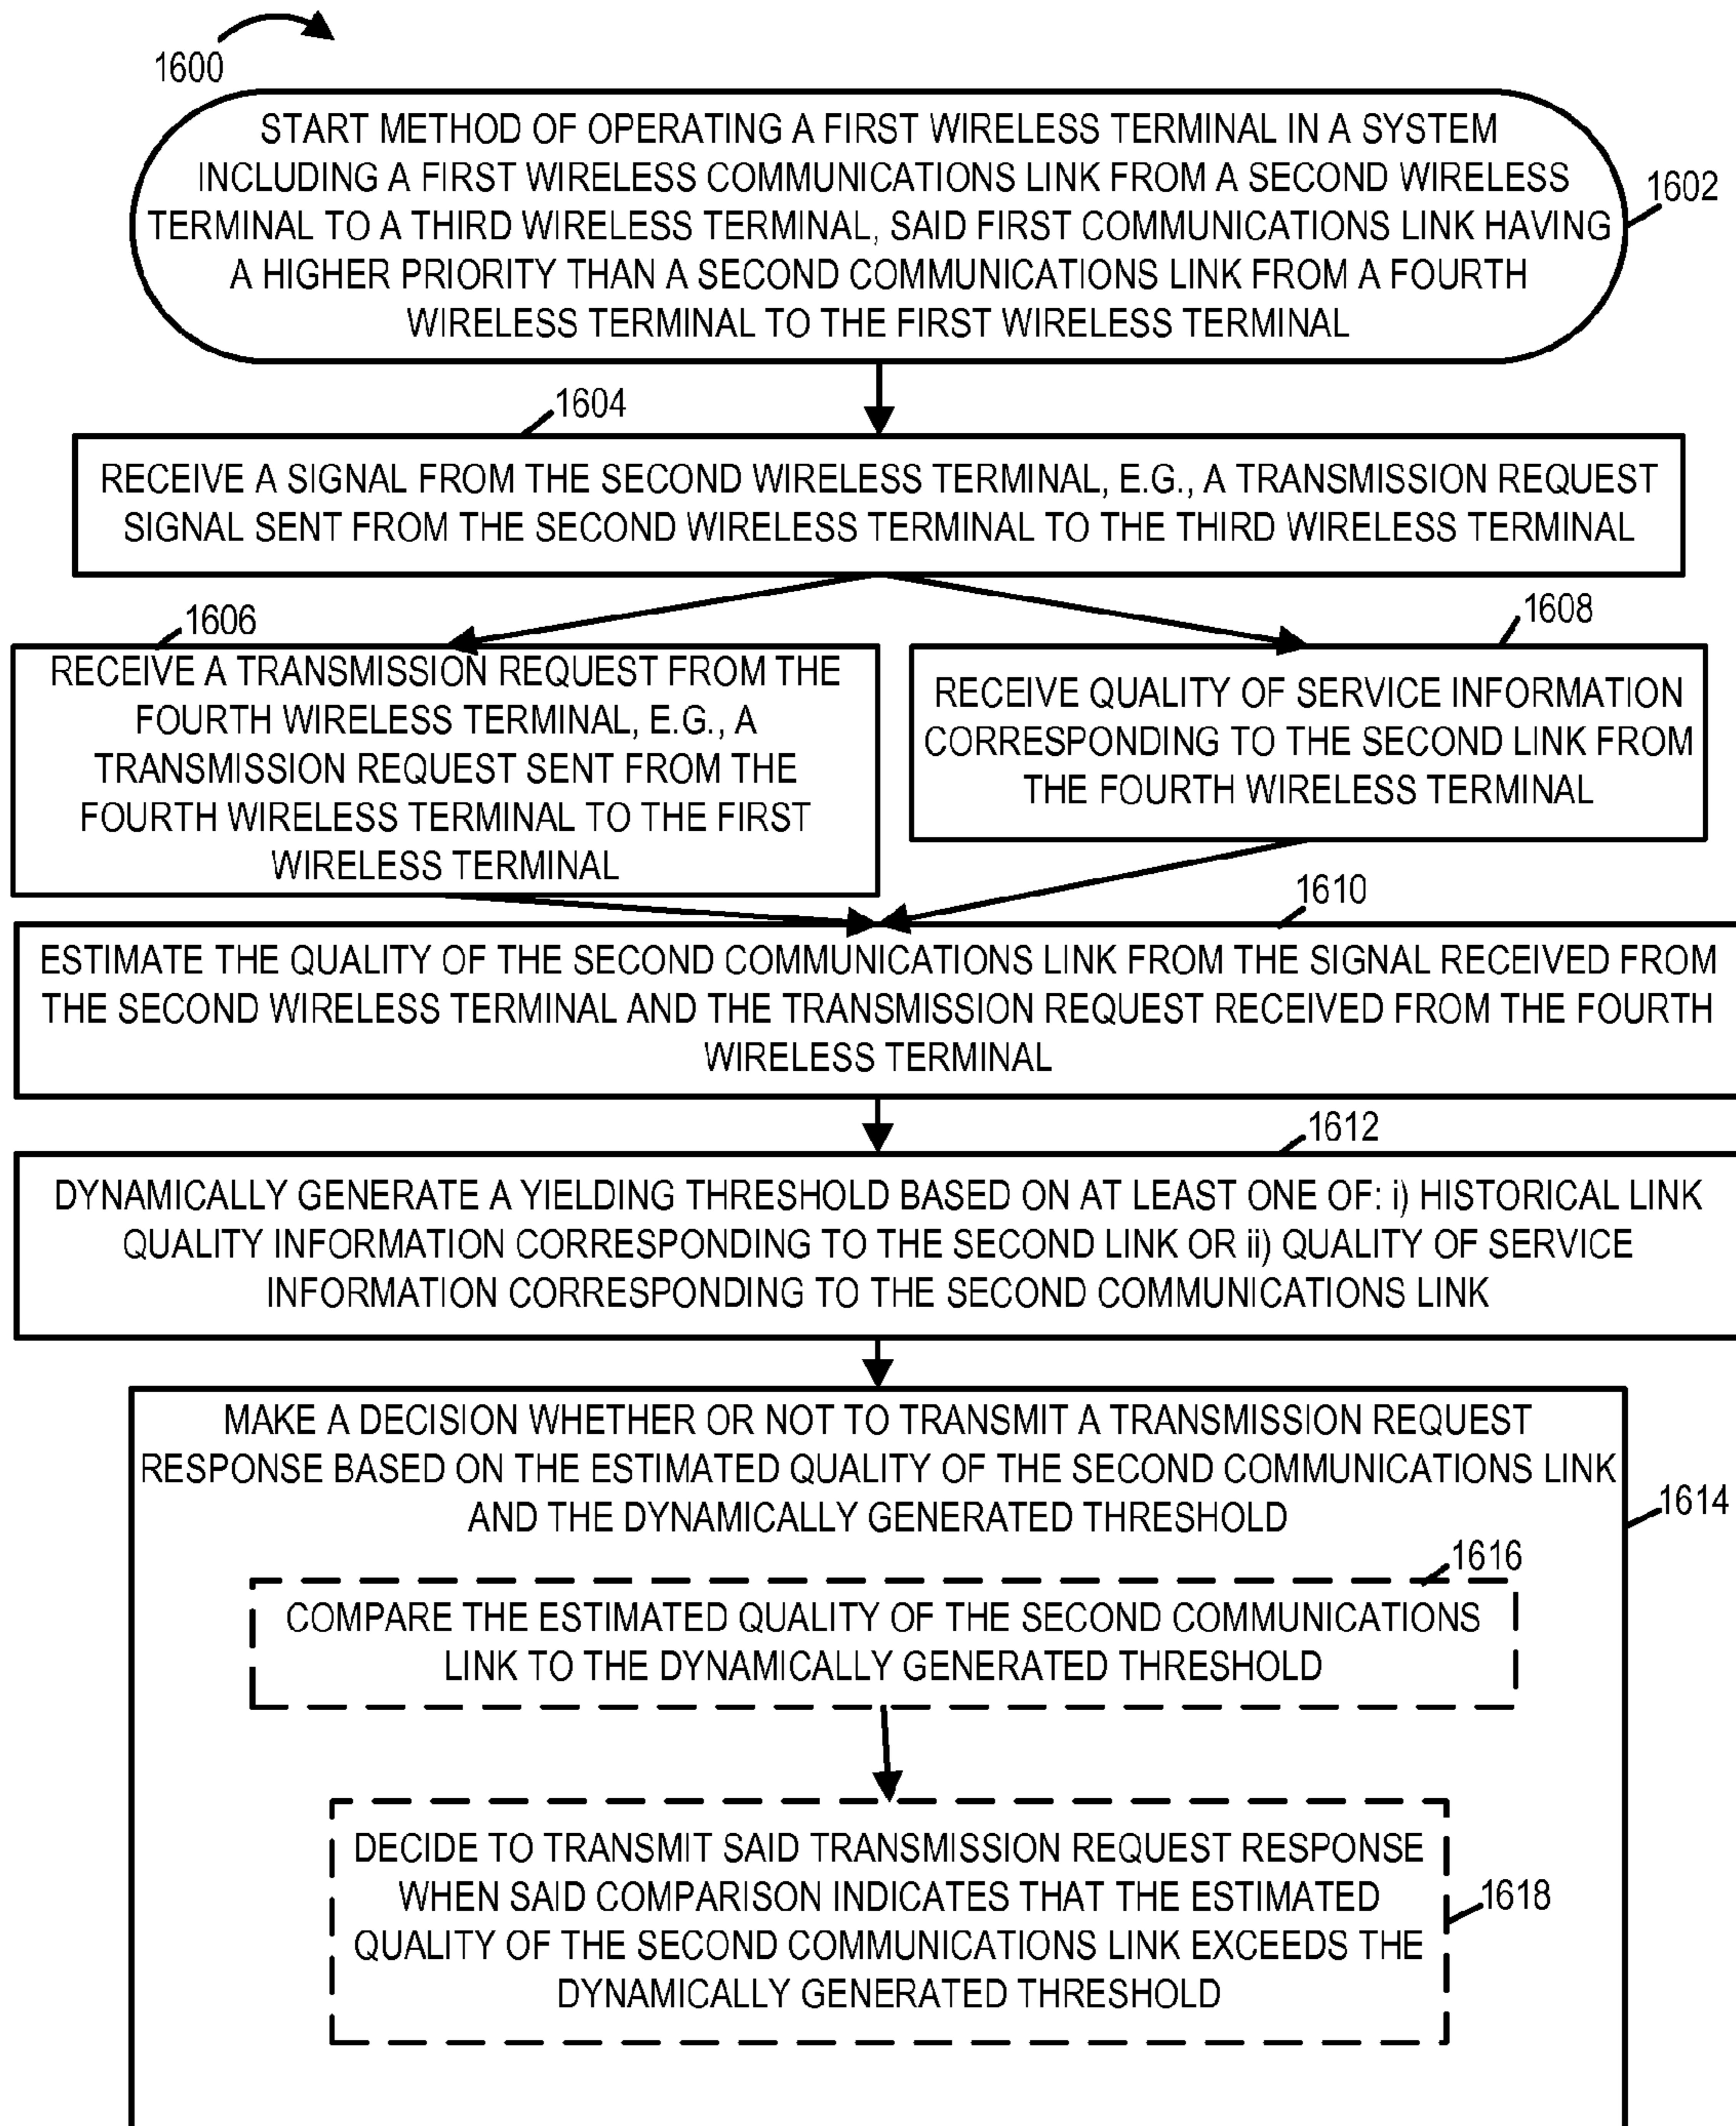 1600
START METHOD OF OPERATING A FIRST WIRELESS TERMINAL IN A SYSTEM
INCLUDING A FIRST WIRELESS COMMUNICATIONS LINK FROM A SECOND WIRELESS
TERMINAL TO A THIRD WIRELESS TERMINAL, SAID FIRST COMMUNICATIONS LINK HAVING
A HIGHER PRIORITY THAN A SECOND COMMUNICATIONS LINK FROM A FOURTH
WIRELESS TERMINAL TO THE FIRST WIRELESS TERMINAL
1602
1604
RECEIVE A SIGNAL FROM THE SECOND WIRELESS TERMINAL, E.G., A TRANSMISSION REQUEST
SIGNAL SENT FROM THE SECOND WIRELESS TERMINAL TO THE THIRD WIRELESS TERMINAL
1606
RECEIVE A TRANSMISSION REQUEST FROM THE
FOURTH WIRELESS TERMINAL, E.G., A
TRANSMISSION REQUEST SENT FROM THE
FOURTH WIRELESS TERMINAL TO THE FIRST
WIRELESS TERMINAL
1608
RECEIVE QUALITY OF SERVICE INFORMATION
CORRESPONDING TO THE SECOND LINK FROM
THE FOURTH WIRELESS TERMINAL
1610
ESTIMATE THE QUALITY OF THE SECOND COMMUNICATIONS LINK FROM THE SIGNAL RECEIVED FROM
THE SECOND WIRELESS TERMINAL AND THE TRANSMISSION REQUEST RECEIVED FROM THE FOURTH
WIRELESS TERMINAL
1612
DYNAMICALLY GENERATE A YIELDING THRESHOLD BASED ON AT LEAST ONE OF: i) HISTORICAL LINK
QUALITY INFORMATION CORRESPONDING TO THE SECOND LINK OR ii) QUALITY OF SERVICE
INFORMATION CORRESPONDING TO THE SECOND COMMUNICATIONS LINK
MAKE A DECISION WHETHER OR NOT TO TRANSMIT A TRANSMISSION REQUEST
RESPONSE BASED ON THE ESTIMATED QUALITY OF THE SECOND COMMUNICATIONS LINK
AND THE DYNAMICALLY GENERATED THRESHOLD
1614
1616
COMPARE THE ESTIMATED QUALITY OF THE SECOND COMMUNICATIONS
LINK TO THE DYNAMICALLY GENERATED THRESHOLD
DECIDE TO TRANSMIT SAID TRANSMISSION REQUEST RESPONSE
WHEN SAID COMPARISON INDICATES THAT THE ESTIMATED
QUALITY OF THE SECOND COMMUNICATIONS LINK EXCEEDS THE
DYNAMICALLY GENERATED THRESHOLD
1618